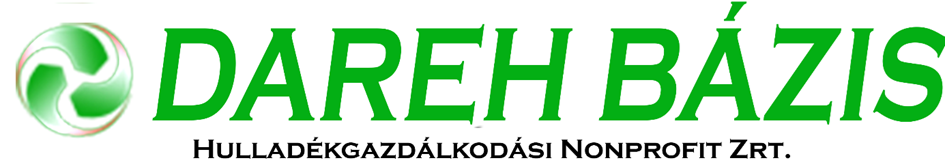 DAREH BÁZIS
HULLADÉKGAZDÁLKODÁSI NONPROFIT ZRT.